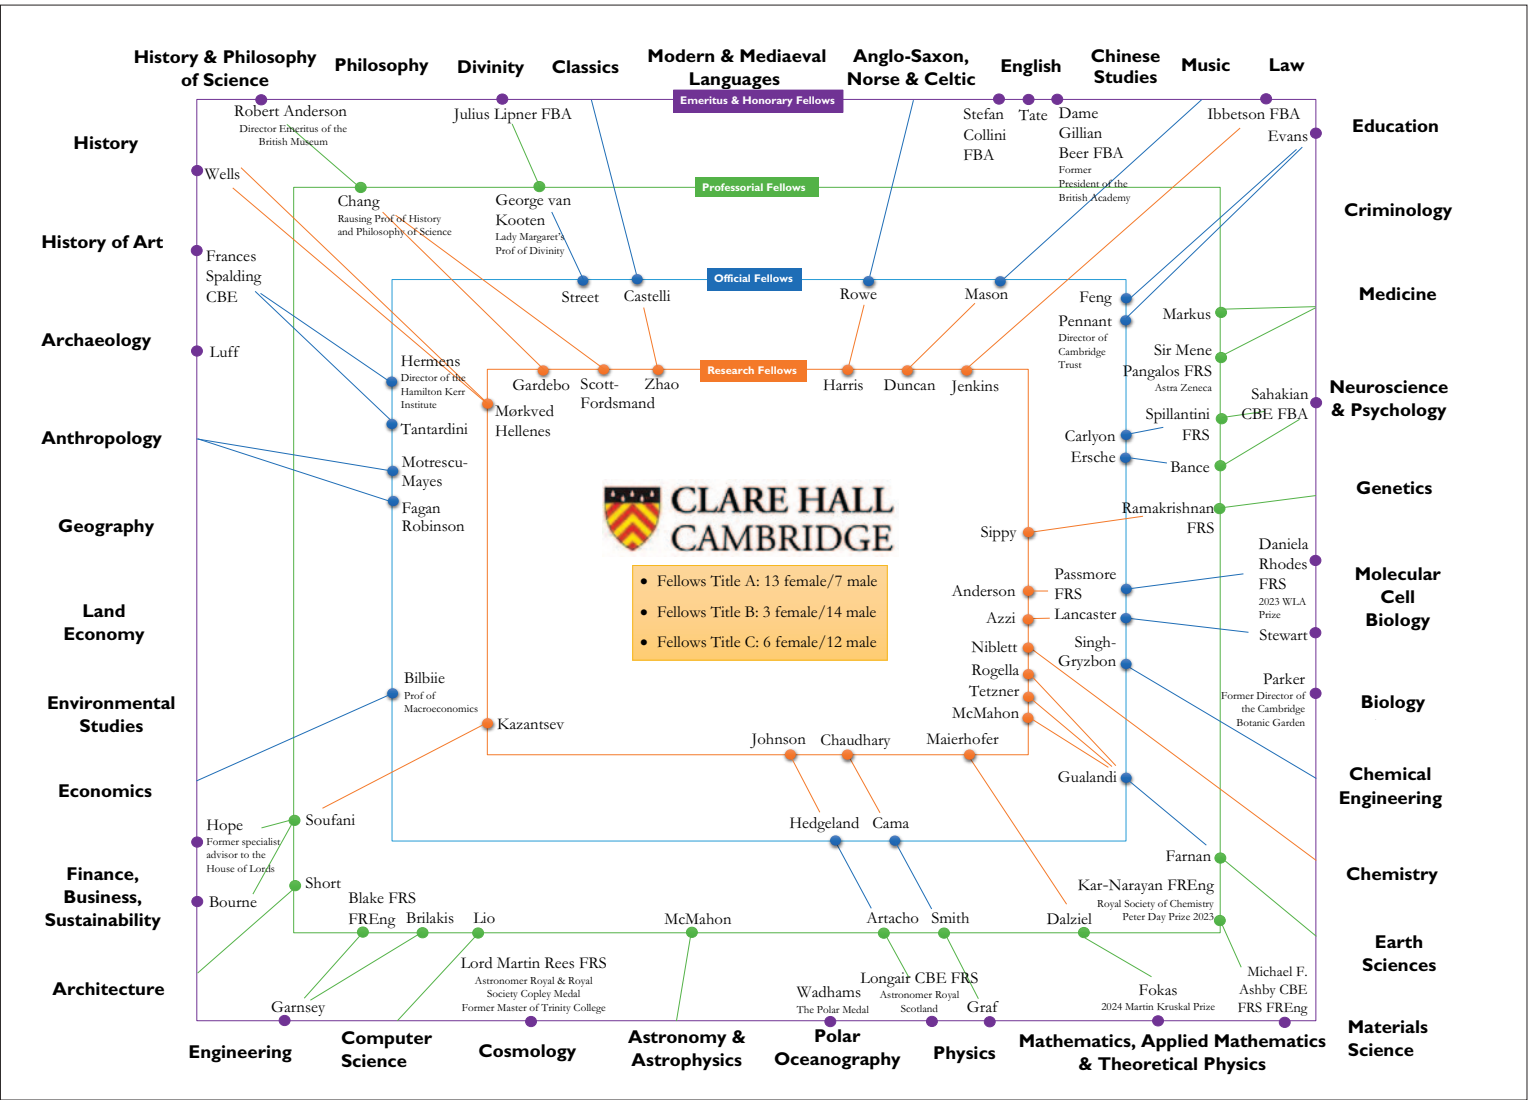 History & Philosophy
of Science
Philosophy
Divinity
Classics
Modern & Mediaeval
Languages
Anglo-Saxon,
Norse & Celtic
English
Chinese
Studies
Music
Law
Emeritus & Honorary Fellows
Robert Anderson
Director Emeritus of the
British Museum
Julius Lipner FBA
Stefan
Collini
FBA
Tate
Dame
Gillian
Beer FBA
Former
President of the
British Academy
Ibbetson FBA
Evans
History
Wells
Education
Professorial Fellows
Chang
Rausing Prof of History
and Philosophy of Science
George van
Kooten
Lady Margaret's
Prof of Divinity
Criminology
History of Art
Frances
Spalding
CBE
Official Fellows
Street
Castelli
Rowe
Mason
Feng
Pennant
Director of
Cambridge
Trust
Markus
Medicine
Archaeology
Luff
Hermens
Director of the
Hamilton Kerr
Institute
Tantardini
Research Fellows
Gardebo
Scott-
Fordsmand
Zhao
Harris
Duncan
Jenkins
Mørkved
Hellenes
Sir Mene
Pangalos FRS
Astra Zeneca
Sahakian
CBE FBA
Neuroscience
& Psychology
Spillantini
FRS
Carlyon
Ersche
Bance
Anthropology
Motrescu-
Mayes
Fagan
Robinson
CLARE HALL
CAMBRIDGE
Genetics
Ramakrishnan
FRS
Sippy
Geography
Daniela
Rhodes
FRS
2023 WLA
Prize
Stewart
Molecular
Cell
Biology
• Fellows Title A: 13 female/7 male
• Fellows Title B: 3 female/14 male
• Fellows Title C: 6 female/12 male
Anderson
Passmore
FRS
Azzi
Lancaster
Niblett
Singh-
Gryzbon
Rogella
Tetzner
McMahon
Land
Economy
Parker
Former Director of
the Cambridge
Botanic Garden
Biology
Environmental
Studies
Bilbiie
Prof of
Macroeconomics
Kazantsev
Johnson
Chaudhary
Maierhofer
Gualandi
Chemical
Engineering
Economics
Hope
Former specialist
advisor to the
House of Lords
Soufani
Hedgeland
Cama
Farnan
Chemistry
Finance,
Business,
Sustainability
Bourne
Short
Blake FRS
FREng
Brilakis
Lio
McMahon
Artacho
Smith
Dalziel
Kar-Narayan FREng
Royal Society of Chemistry
Peter Day Prize 2023
Earth
Sciences
Architecture
Garnsey
Lord Martin Rees FRS
Astronomer Royal & Royal
Society Copley Medal
Former Master of Trinity College
Wadhams
The Polar Medal
Longair CBE FRS
Astronomer Royal
Scotland
Graf
Fokas
2024 Martin Kruskal Prize
Michael F.
Ashby CBE
FRS FREng
Engineering
Computer
Science
Cosmology
Astronomy &
Astrophysics
Polar
Oceanography
Physics
Mathematics, Applied Mathematics
& Theoretical Physics
Materials
Science